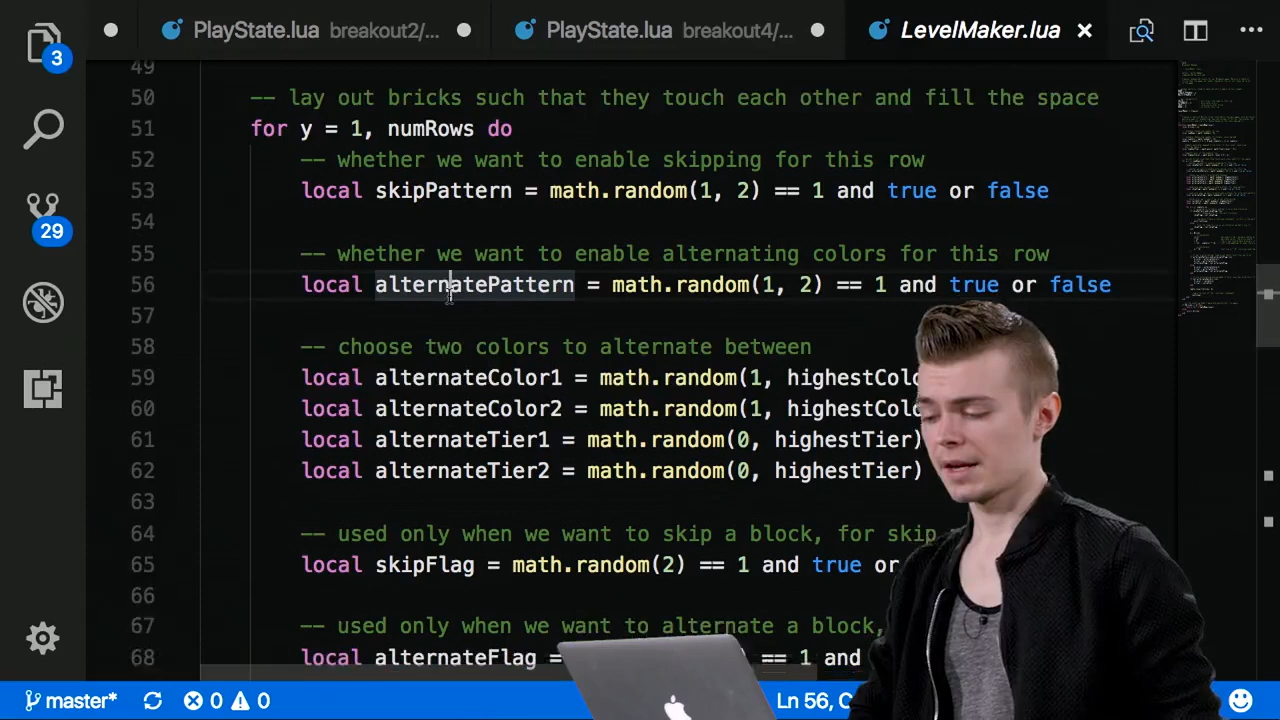 PlayState.lua breakout2/...
PlayState.lua breakout4/...
LevelMaker.lua
3
29
49
50 -- lay out bricks such that they touch each other and fill the space
51 for y = 1, numRows do
52 -- whether we want to enable skipping for this row
53 local skipPattern = math.random(1, 2) == 1 and true or false
54
55 -- whether we want to enable alternating colors for this row
56 local alternatePattern = math.random(1, 2) == 1 and true or false
57
58 -- choose two colors to alternate between
59 local alternateColor1 = math.random(1, highestColo
60 local alternateColor2 = math.random(1, highestColo
61 local alternateTier1 = math.random(0, highestTier)
62 local alternateTier2 = math.random(0, highestTier)
63
64 -- used only when we want to skip a block, for skip
65 local skipFlag = math.random(2) == 1 and true or
66
67 -- used only when we want to alternate a block,
68 local alternateFlag = == 1 and
master* 0 0 Ln 56, C